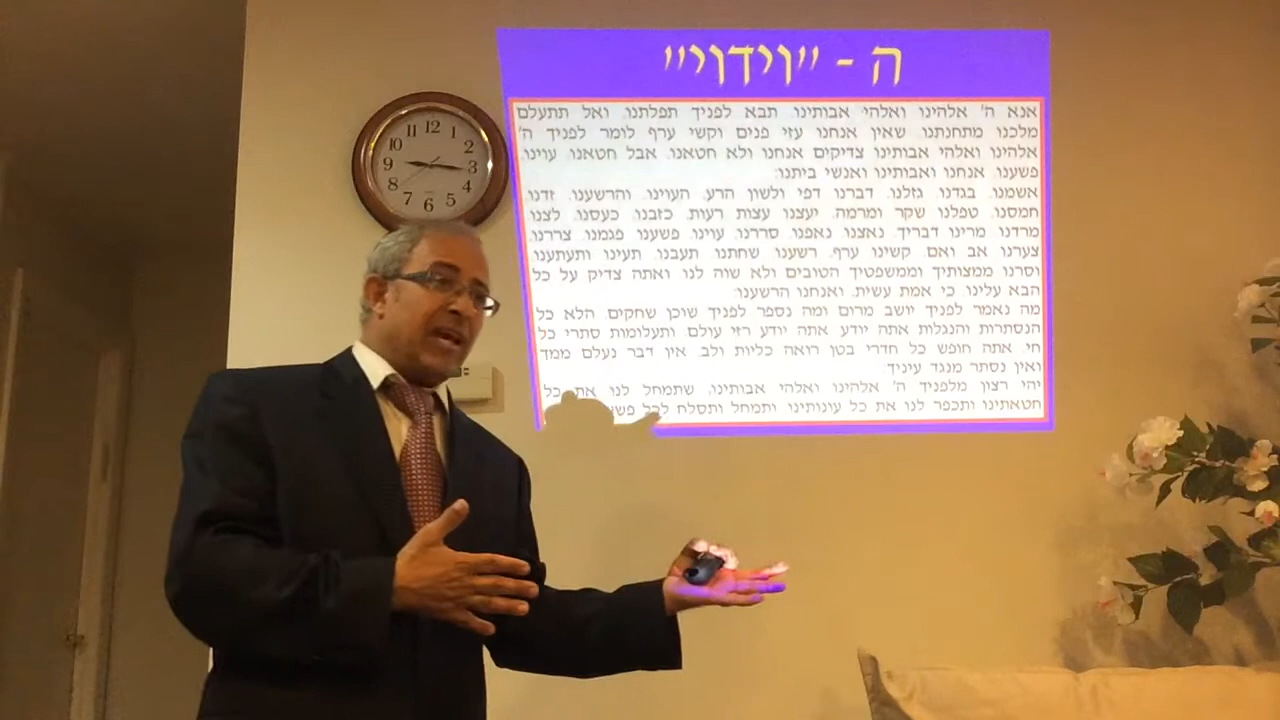 ה - "וידוי"
אנא ה' אלהינו ואלהי אבותינו תבא לפניך תפלתנו, ואל תתעלם
מלכנו מתחנתנו, שאין אנחנו עזי פנים וקשי ערף לומר לפניך ה'
אלהינו ואלהי אבותינו צדיקים אנחנו ולא חטאנו, אבל חטאנו, עוינו,
פשענו, אנחנו ואבותינו ואנשי ביתנו:
אשמנו, בגדנו, גזלנו, דברנו דפי ולשון הרע, העוינו, והרשענו, זדנו,
חמסנו, טפלנו שקר ומרמה, יעצנו עצות רעות, כזבנו, כעסנו, לצנו,
מרדנו, מרינו דבריך, נאצנו, נאפנו, סררנו, עוינו, פשענו, פגמנו, צררנו,
צערנו אב ואם, קשינו ערף, רשענו, שחתנו, תעבנו, תעינו ותעתענו,
וסרנו ממצותיך וממשפטיך הטובים ולא שוה לנו, ואתה צדיק על כל
הבא עלינו, כי אמת עשית, ואנחנו הרשענו:
מה נאמר לפניך יושב מרום ומה נספר לפניך שוכן שחקים, הלא כל
הנסתרות והנגלות אתה יודע, אתה יודע רזי עולם, ותעלומות סתרי כל
חי, אתה חופש כל חדרי בטן רואה כליות ולב, אין דבר נעלם ממך
ואין נסתר מנגד עיניך:
יהי רצון מלפניך ה' אלהינו ואלהי אבותינו, שתמחל לנו את כל
חטאתינו ותכפר לנו את כל עונותינו, ותמחל ותסלח לכל
12
1
2
3
4
5
6
7
8
9
10
11